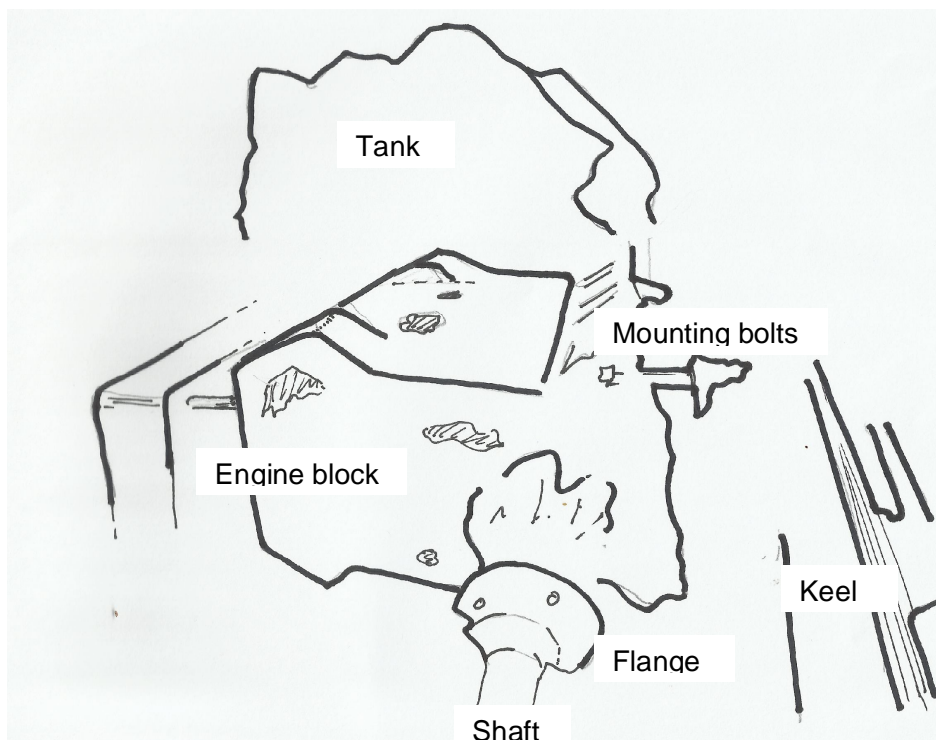 Tank
Mounting bolts
Engine block
Keel
Flange
Shaft